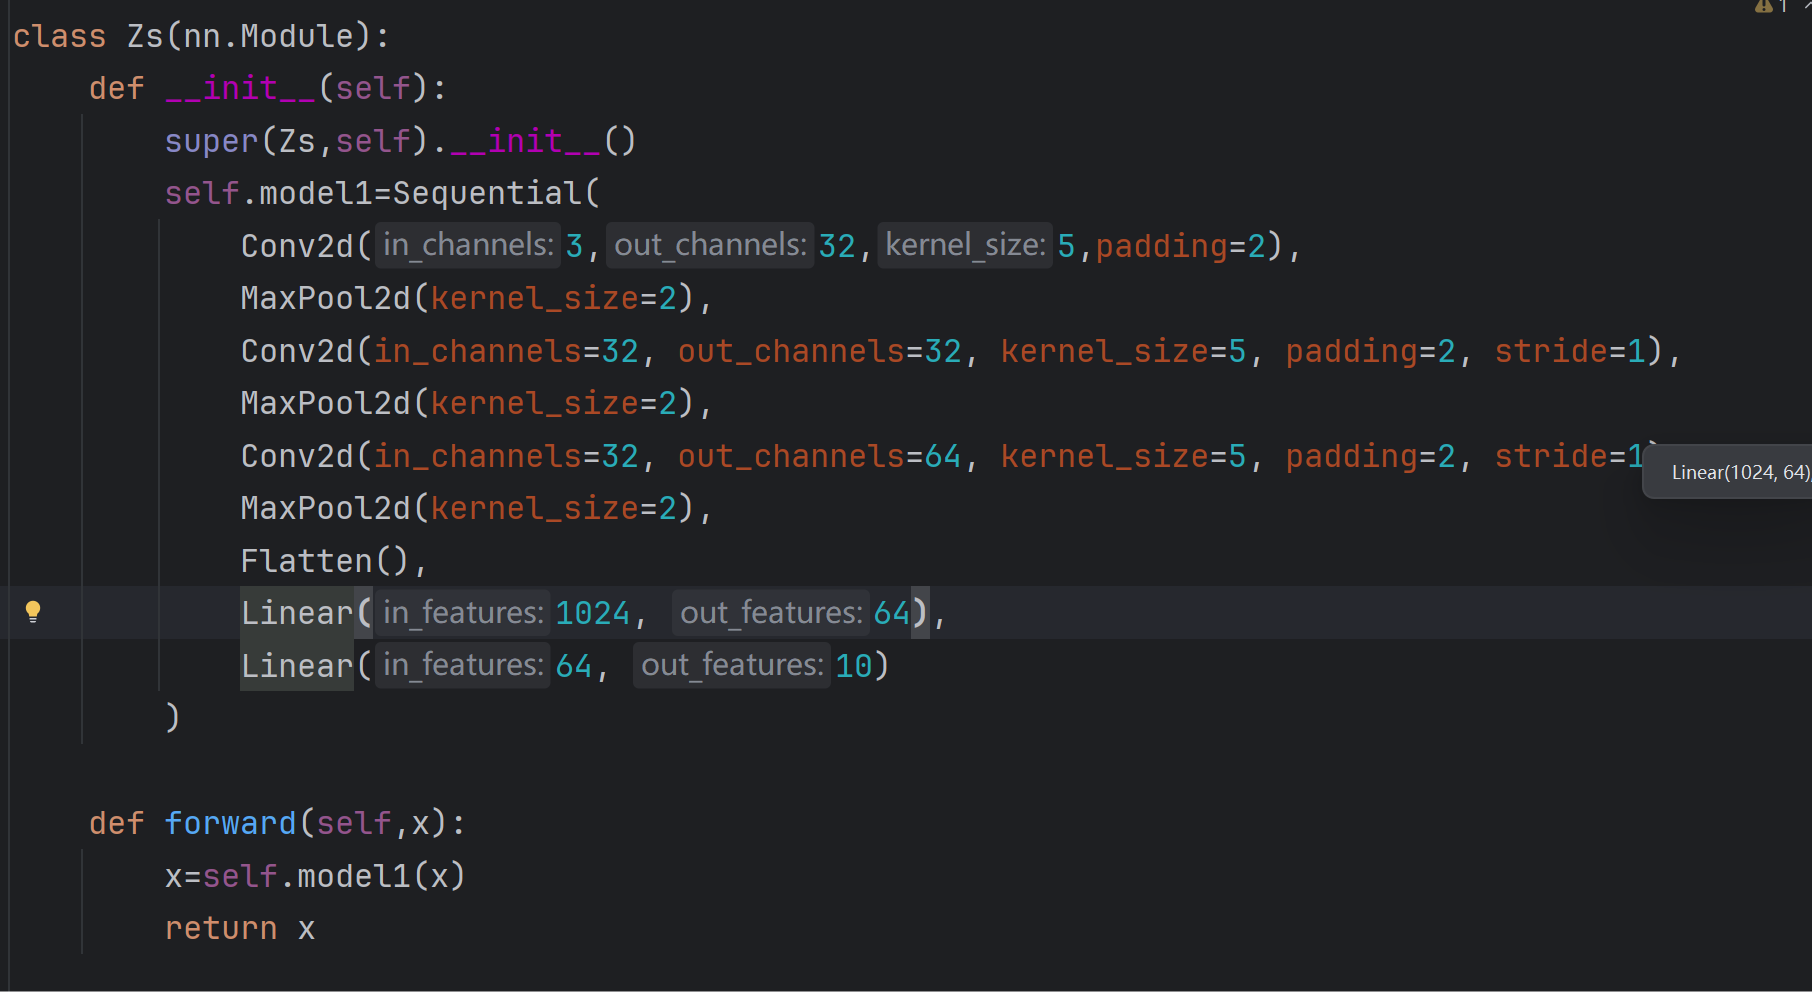 1
class Zs(nn.Module):
    def __init__(self):
        super(Zs,self).__init__()
        self.model1=Sequential(
            Conv2d(in_channels: 3, out_channels: 32, kernel_size: 5,padding=2),
            MaxPool2d(kernel_size=2),
            Conv2d(in_channels=32, out_channels=32, kernel_size=5, padding=2, stride=1),
            MaxPool2d(kernel_size=2),
            Conv2d(in_channels=32, out_channels=64, kernel_size=5, padding=2, stride=1
Linear(1024, 64),
            MaxPool2d(kernel_size=2),
            Flatten(),
            Linear(in_features: 1024, out_features: 64),
            Linear(in_features: 64, out_features: 10)
        )
    def forward(self,x):
        x=self.model1(x)
        return x